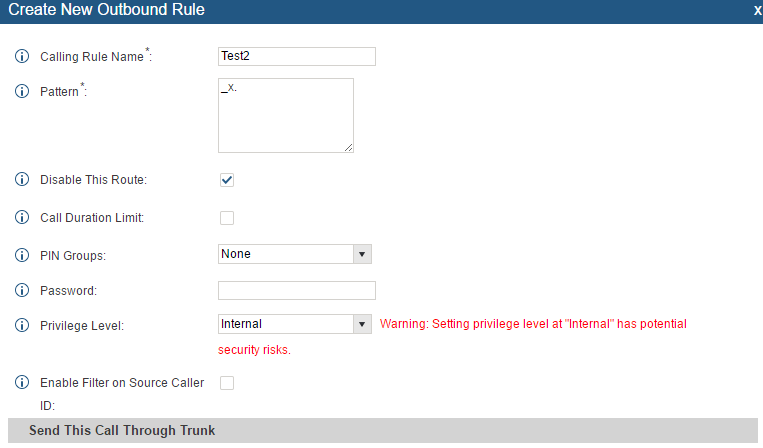 Create New Outbound Rule X
Calling Rule Name*: Test2
Pattern*: _x.
Disable This Route:
Call Duration Limit:
PIN Groups: None
Password:
Privilege Level: Internal Warning: Setting privilege level at "Internal" has potential
security risks.
Enable Filter on Source Caller
ID:
Send This Call Through Trunk